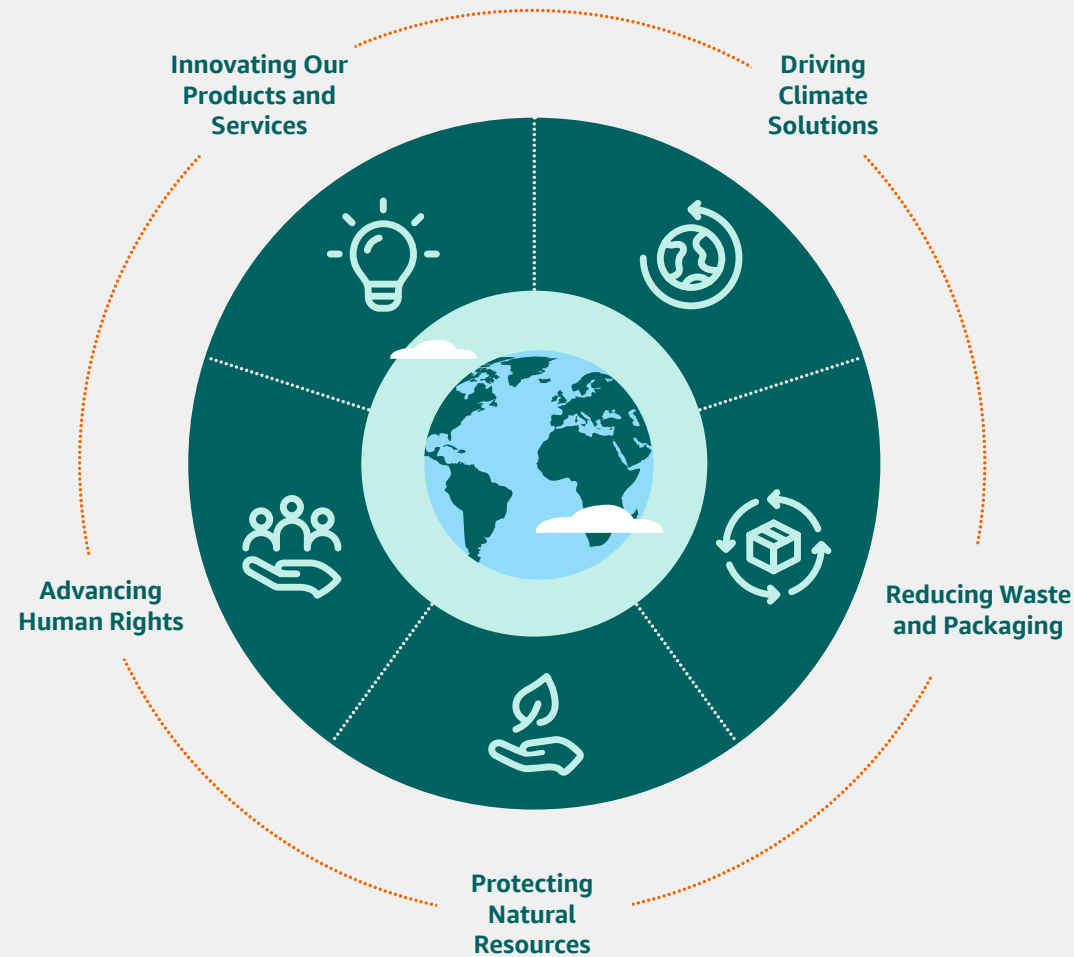 Innovating Our
Products and
Services
Driving
Climate
Solutions
Advancing
Human Rights
Reducing Waste
and Packaging
Protecting
Natural
Resources